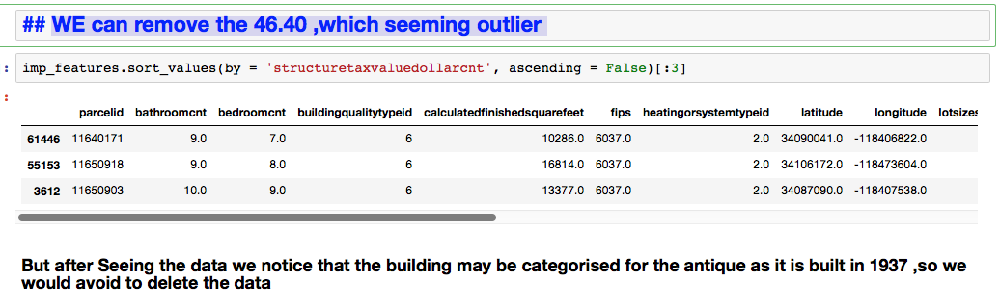 ## WE can remove the 46.40 ,which seeming outlier
: imp_features.sort_values(by = 'structuretaxvaluedollarcnt', ascending = False)[:3]
:
parcelid bathroomcnt bedroomcnt buildingqualitytypeid calculatedfinishedsquarefeet fips heatingorsystemtypeid latitude longitude lotsizes
61446 11640171 9.0 7.0 6 10286.0 6037.0 2.0 34090041.0 -118406822.0
55153 11650918 9.0 8.0 6 16814.0 6037.0 2.0 34106172.0 -118473604.0
3612 11650903 10.0 9.0 6 13377.0 6037.0 2.0 34087090.0 -118407538.0
But after Seeing the data we notice that the building may be categorised for the antique as it is built in 1937 ,so we
would avoid to delete the data